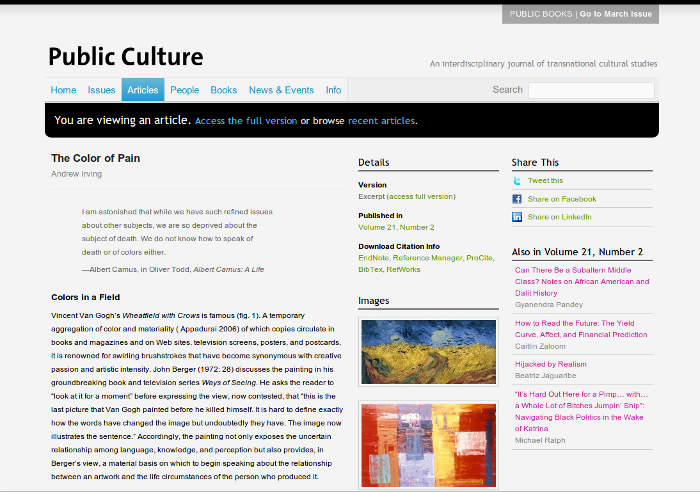 PUBLIC BOOKS | Go to March Issue
Public Culture
An interdisciplinary journal of transnational cultural studies
Home Issues Articles People Books News & Events Info Search
You are viewing an article. Access the full version or browse recent articles.
The Color of Pain
Andrew Irving
I am astonished that while we have such refined issues
about other subjects, we are so deprived about the
subject of death. We do not know how to speak of
death or of colors either.
—Albert Camus, in Oliver Todd, Albert Camus: A Life
Colors in a Field
Vincent Van Gogh's Wheatfield with Crows is famous (fig. 1). A temporary
aggregation of color and materiality ( Appadurai 2006) of which copies circulate in
books and magazines and on Web sites, television screens, posters, and postcards,
it is renowned for swirling brushstrokes that have become synonymous with creative
passion and artistic intensity. John Berger (1972: 28) discusses the painting in his
groundbreaking book and television series Ways of Seeing. He asks the reader to
"look at it for a moment" before expressing the view, now contested, that "this is the
last picture that Van Gogh painted before he killed himself. It is hard to define exactly
how the words have changed the image but undoubtedly they have. The image now
illustrates the sentence." Accordingly, the painting not only exposes the uncertain
relationship among language, knowledge, and perception but also provides, in
Berger's view, a material basis on which to begin speaking about the relationship
between an artwork and the life circumstances of the person who produced it.
Details
Version
Excerpt (access full version)
Published in
Volume 21, Number 2
Download Citation Info
EndNote, Reference Manager, ProCite,
BibTex, RefWorks
Images
Share This
Tweet this
Share on Facebook
Share on LinkedIn
Also in Volume 21, Number 2
Can There Be a Subaltern Middle
Class? Notes on African American and
Dalit History
Gyanendra Pandey
How to Read the Future: The Yield
Curve, Affect, and Financial Prediction
Caitlin Zaloom
Hijacked by Realism
Beatriz Jaguaribe
"It's Hard Out Here for a Pimp… with…
a Whole Lot of Bitches Jumpin' Ship":
Navigating Black Politics in the Wake
of Katrina
Michael Ralph